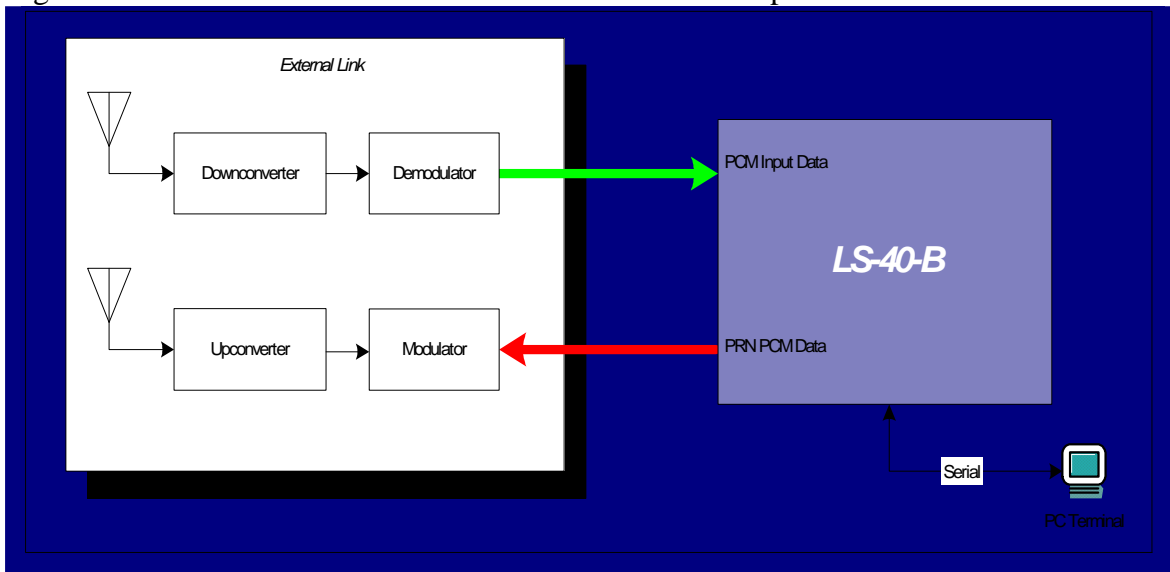 External Link
Downconverter
Demodulator
PCM Input Data
LS-40-B
Upconverter
Modulator
PRN PCM Data
Serial
PC Terminal